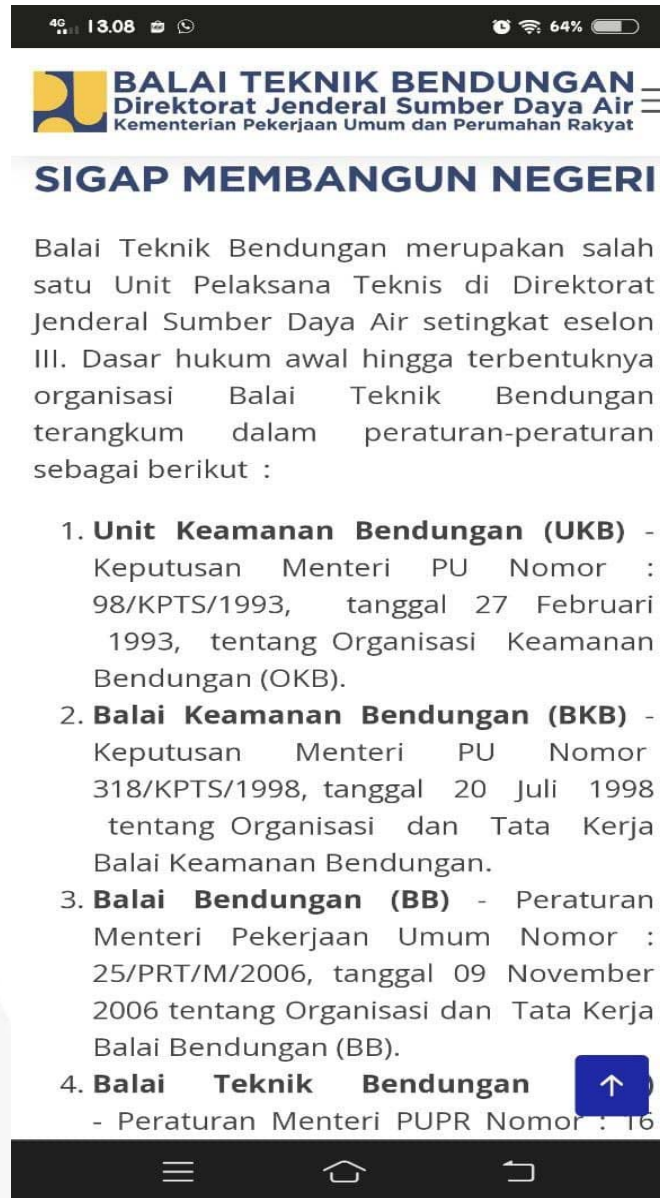 4G 13.08 64%
BALAI TEKNIK BENDUNGAN
Direktorat Jenderal Sumber Daya Air
Kementerian Pekerjaan Umum dan Perumahan Rakyat
SIGAP MEMBANGUN NEGERI
Balai Teknik Bendungan merupakan salah
satu Unit Pelaksana Teknis di Direktorat
Jenderal Sumber Daya Air setingkat eselon
III. Dasar hukum awal hingga terbentuknya
organisasi Balai Teknik Bendungan
terangkum dalam peraturan-peraturan
sebagai berikut :
1. Unit Keamanan Bendungan (UKB) -
Keputusan Menteri PU Nomor :
98/KPTS/1993, tanggal 27 Februari
1993, tentang Organisasi Keamanan
Bendungan (OKB).
2. Balai Keamanan Bendungan (BKB) -
Keputusan Menteri PU Nomor
318/KPTS/1998, tanggal 20 Juli 1998
tentang Organisasi dan Tata Kerja
Balai Keamanan Bendungan.
3. Balai Bendungan (BB) - Peraturan
Menteri Pekerjaan Umum Nomor :
25/PRT/M/2006, tanggal 09 November
2006 tentang Organisasi dan Tata Kerja
Balai Bendungan (BB).
4. Balai Teknik Bendungan
- Peraturan Menteri PUPR Nomor : 16